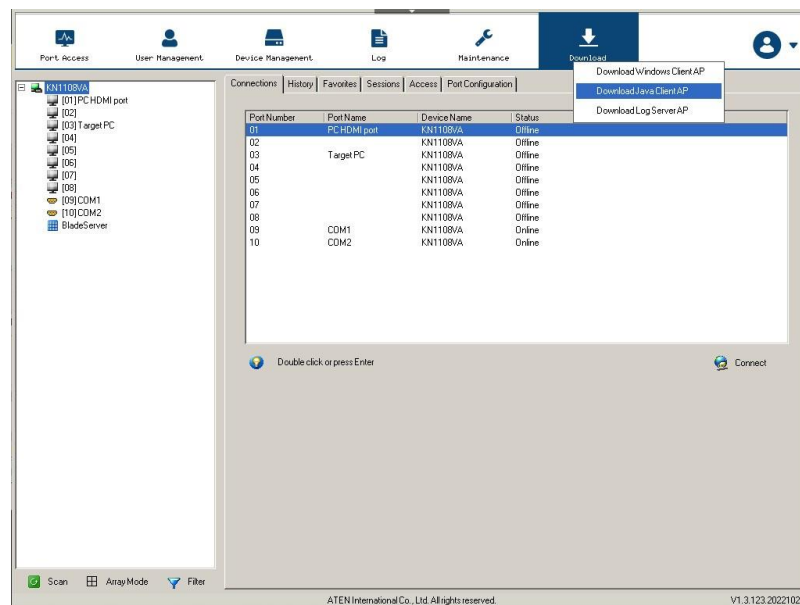 Port Access User Management Device Management Log Maintenance Download
Download Windows Client AP
Download Java Client AP
Download Log Server AP
KN1108VA
[01]PC HDMI port
[02]
[03]Target PC
[04]
[05]
[06]
[07]
[08]
[09]COM1
[10]COM2
BladeServer
Connections History Favorites Sessions Access Port Configuration
Port Number Port Name Device Name Status
01 PC HDMI port KN1108VA Offline
02 KN1108VA Offline
03 Target PC KN1108VA Offline
04 KN1108VA Offline
05 KN1108VA Offline
06 KN1108VA Offline
07 KN1108VA Offline
08 KN1108VA Offline
09 COM1 KN1108VA Online
10 COM2 KN1108VA Online
Double click or press Enter Connect
Scan Array Mode Filter
ATEN International Co., Ltd. All rights reserved. V1.3.123.2022102